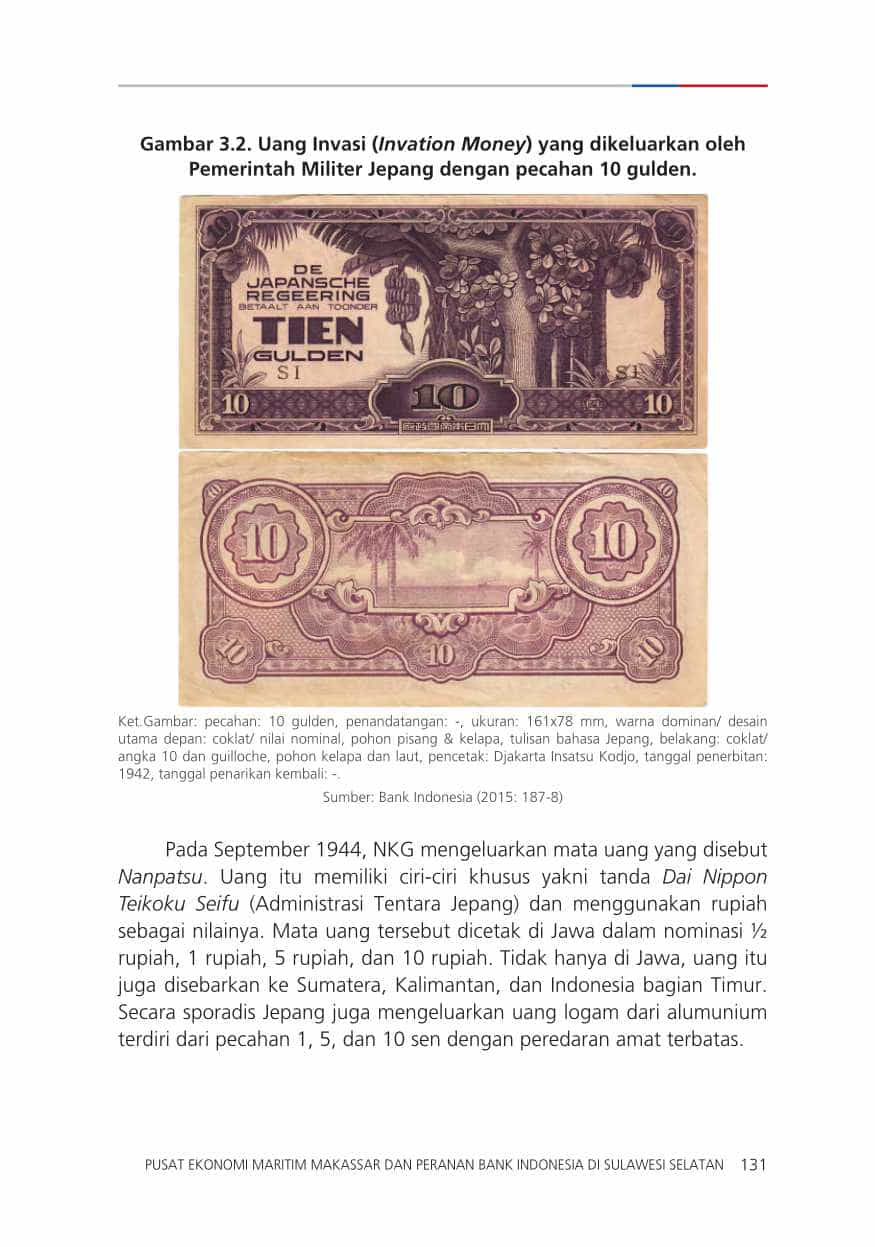 Gambar 3.2. Uang Invasi (Invation Money) yang dikeluarkan oleh
Pemerintah Militer Jepang dengan pecahan 10 gulden.
10
10
DE
JAPANSCHE
REGEERING
BETAALT AAN TOONDER
TIEN
GULDEN
SI
SI
10
10
10
府政國帝本日大
10
10
10
10
10
10
10
Ket.Gambar: pecahan: 10 gulden, penandatangan: -, ukuran: 161x78 mm, warna dominan/ desain
utama depan: coklat/ nilai nominal, pohon pisang & kelapa, tulisan bahasa Jepang, belakang: coklat/
angka 10 dan guilloche, pohon kelapa dan laut, pencetak: Djakarta Insatsu Kodjo, tanggal penerbitan:
1942, tanggal penarikan kembali: -.
Sumber: Bank Indonesia (2015: 187-8)
Pada September 1944, NKG mengeluarkan mata uang yang disebut
Nanpatsu. Uang itu memiliki ciri-ciri khusus yakni tanda Dai Nippon
Teikoku Seifu (Administrasi Tentara Jepang) dan menggunakan rupiah
sebagai nilainya. Mata uang tersebut dicetak di Jawa dalam nominasi ½
rupiah, 1 rupiah, 5 rupiah, dan 10 rupiah. Tidak hanya di Jawa, uang itu
juga disebarkan ke Sumatera, Kalimantan, dan Indonesia bagian Timur.
Secara sporadis Jepang juga mengeluarkan uang logam dari alumunium
terdiri dari pecahan 1, 5, dan 10 sen dengan peredaran amat terbatas.
PUSAT EKONOMI MARITIM MAKASSAR DAN PERANAN BANK INDONESIA DI SULAWESI SELATAN 131